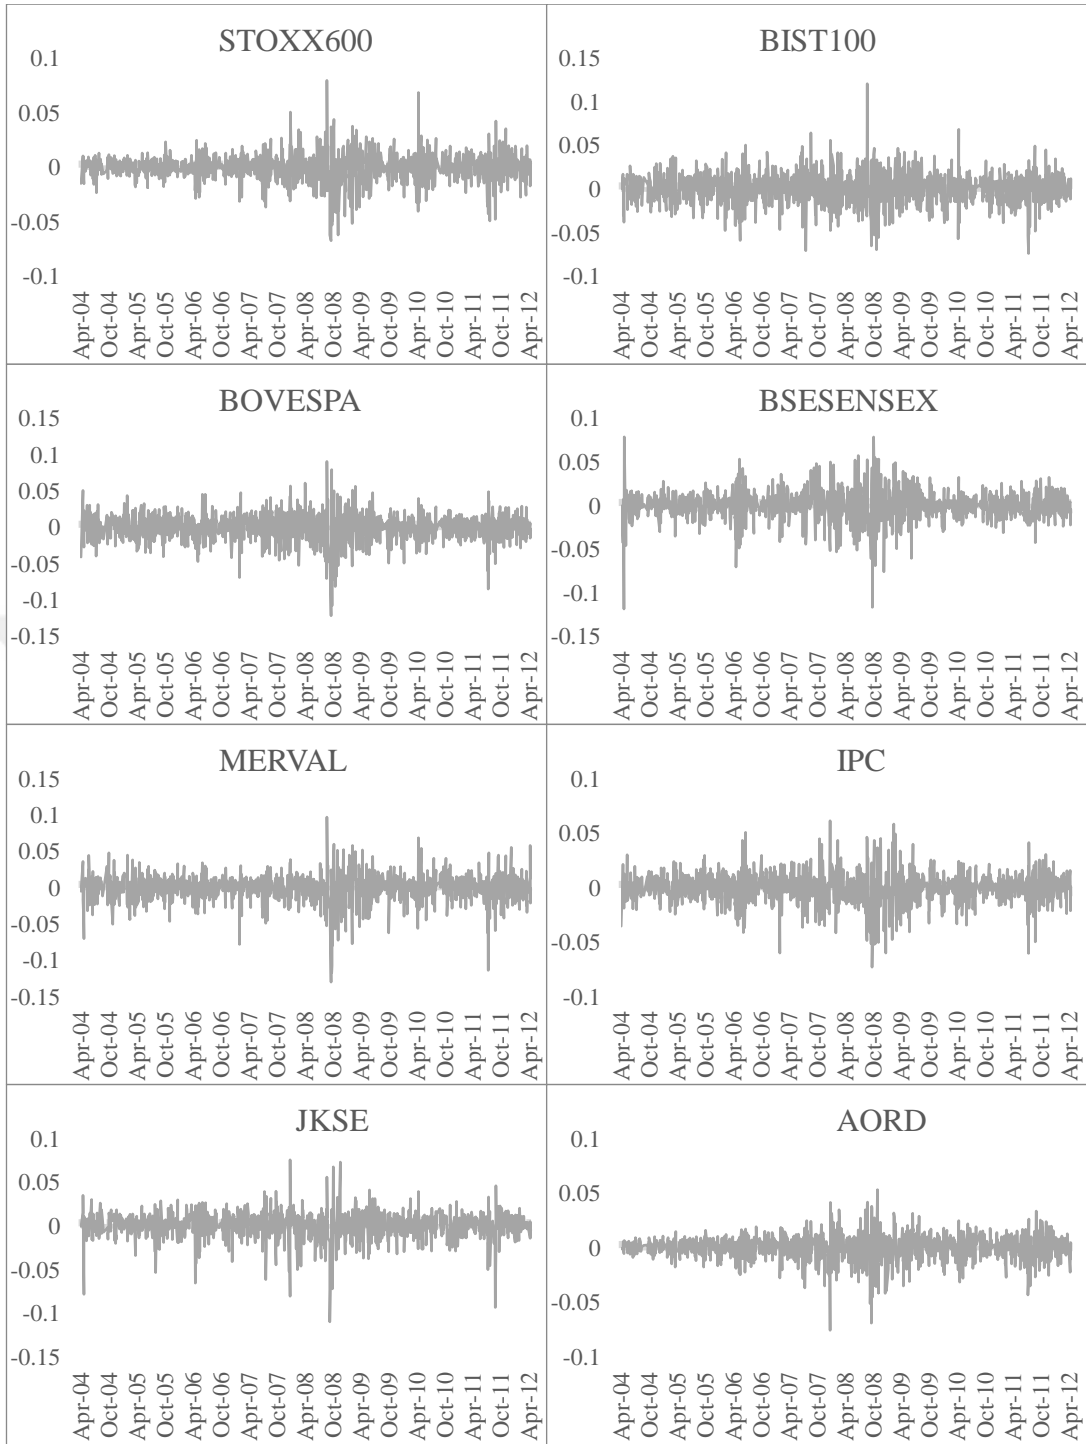 STOXX600
0.1
0.05
0
-0.05
-0.1
Apr-04
Oct-04
Apr-05
Oct-05
Apr-06
Oct-06
Apr-07
Oct-07
Apr-08
Oct-08
Apr-09
Oct-09
Apr-10
Oct-10
Apr-11
Oct-11
Apr-12
BIST100
0.15
0.1
0.05
0
-0.05
-0.1
Apr-04
Oct-04
Apr-05
Oct-05
Apr-06
Oct-06
Apr-07
Oct-07
Apr-08
Oct-08
Apr-09
Oct-09
Apr-10
Oct-10
Apr-11
Oct-11
Apr-12
BOVESPA
0.15
0.1
0.05
0
-0.05
-0.1
-0.15
Apr-04
Oct-04
Apr-05
Oct-05
Apr-06
Oct-06
Apr-07
Oct-07
Apr-08
Oct-08
Apr-09
Oct-09
Apr-10
Oct-10
Apr-11
Oct-11
Apr-12
BSESENSEX
0.1
0.05
0
-0.05
-0.1
-0.15
Apr-04
Oct-04
Apr-05
Oct-05
Apr-06
Oct-06
Apr-07
Oct-07
Apr-08
Oct-08
Apr-09
Oct-09
Apr-10
Oct-10
Apr-11
Oct-11
Apr-12
MERVAL
0.15
0.1
0.05
0
-0.05
-0.1
-0.15
Apr-04
Oct-04
Apr-05
Oct-05
Apr-06
Oct-06
Apr-07
Oct-07
Apr-08
Oct-08
Apr-09
Oct-09
Apr-10
Oct-10
Apr-11
Oct-11
Apr-12
IPC
0.1
0.05
0
-0.05
-0.1
Apr-04
Oct-04
Apr-05
Oct-05
Apr-06
Oct-06
Apr-07
Oct-07
Apr-08
Oct-08
Apr-09
Oct-09
Apr-10
Oct-10
Apr-11
Oct-11
Apr-12
JKSE
0.1
0.05
0
-0.05
-0.1
-0.15
Apr-04
Oct-04
Apr-05
Oct-05
Apr-06
Oct-06
Apr-07
Oct-07
Apr-08
Oct-08
Apr-09
Oct-09
Apr-10
Oct-10
Apr-11
Oct-11
Apr-12
AORD
0.1
0.05
0
-0.05
-0.1
Apr-04
Oct-04
Apr-05
Oct-05
Apr-06
Oct-06
Apr-07
Oct-07
Apr-08
Oct-08
Apr-09
Oct-09
Apr-10
Oct-10
Apr-11
Oct-11
Apr-12